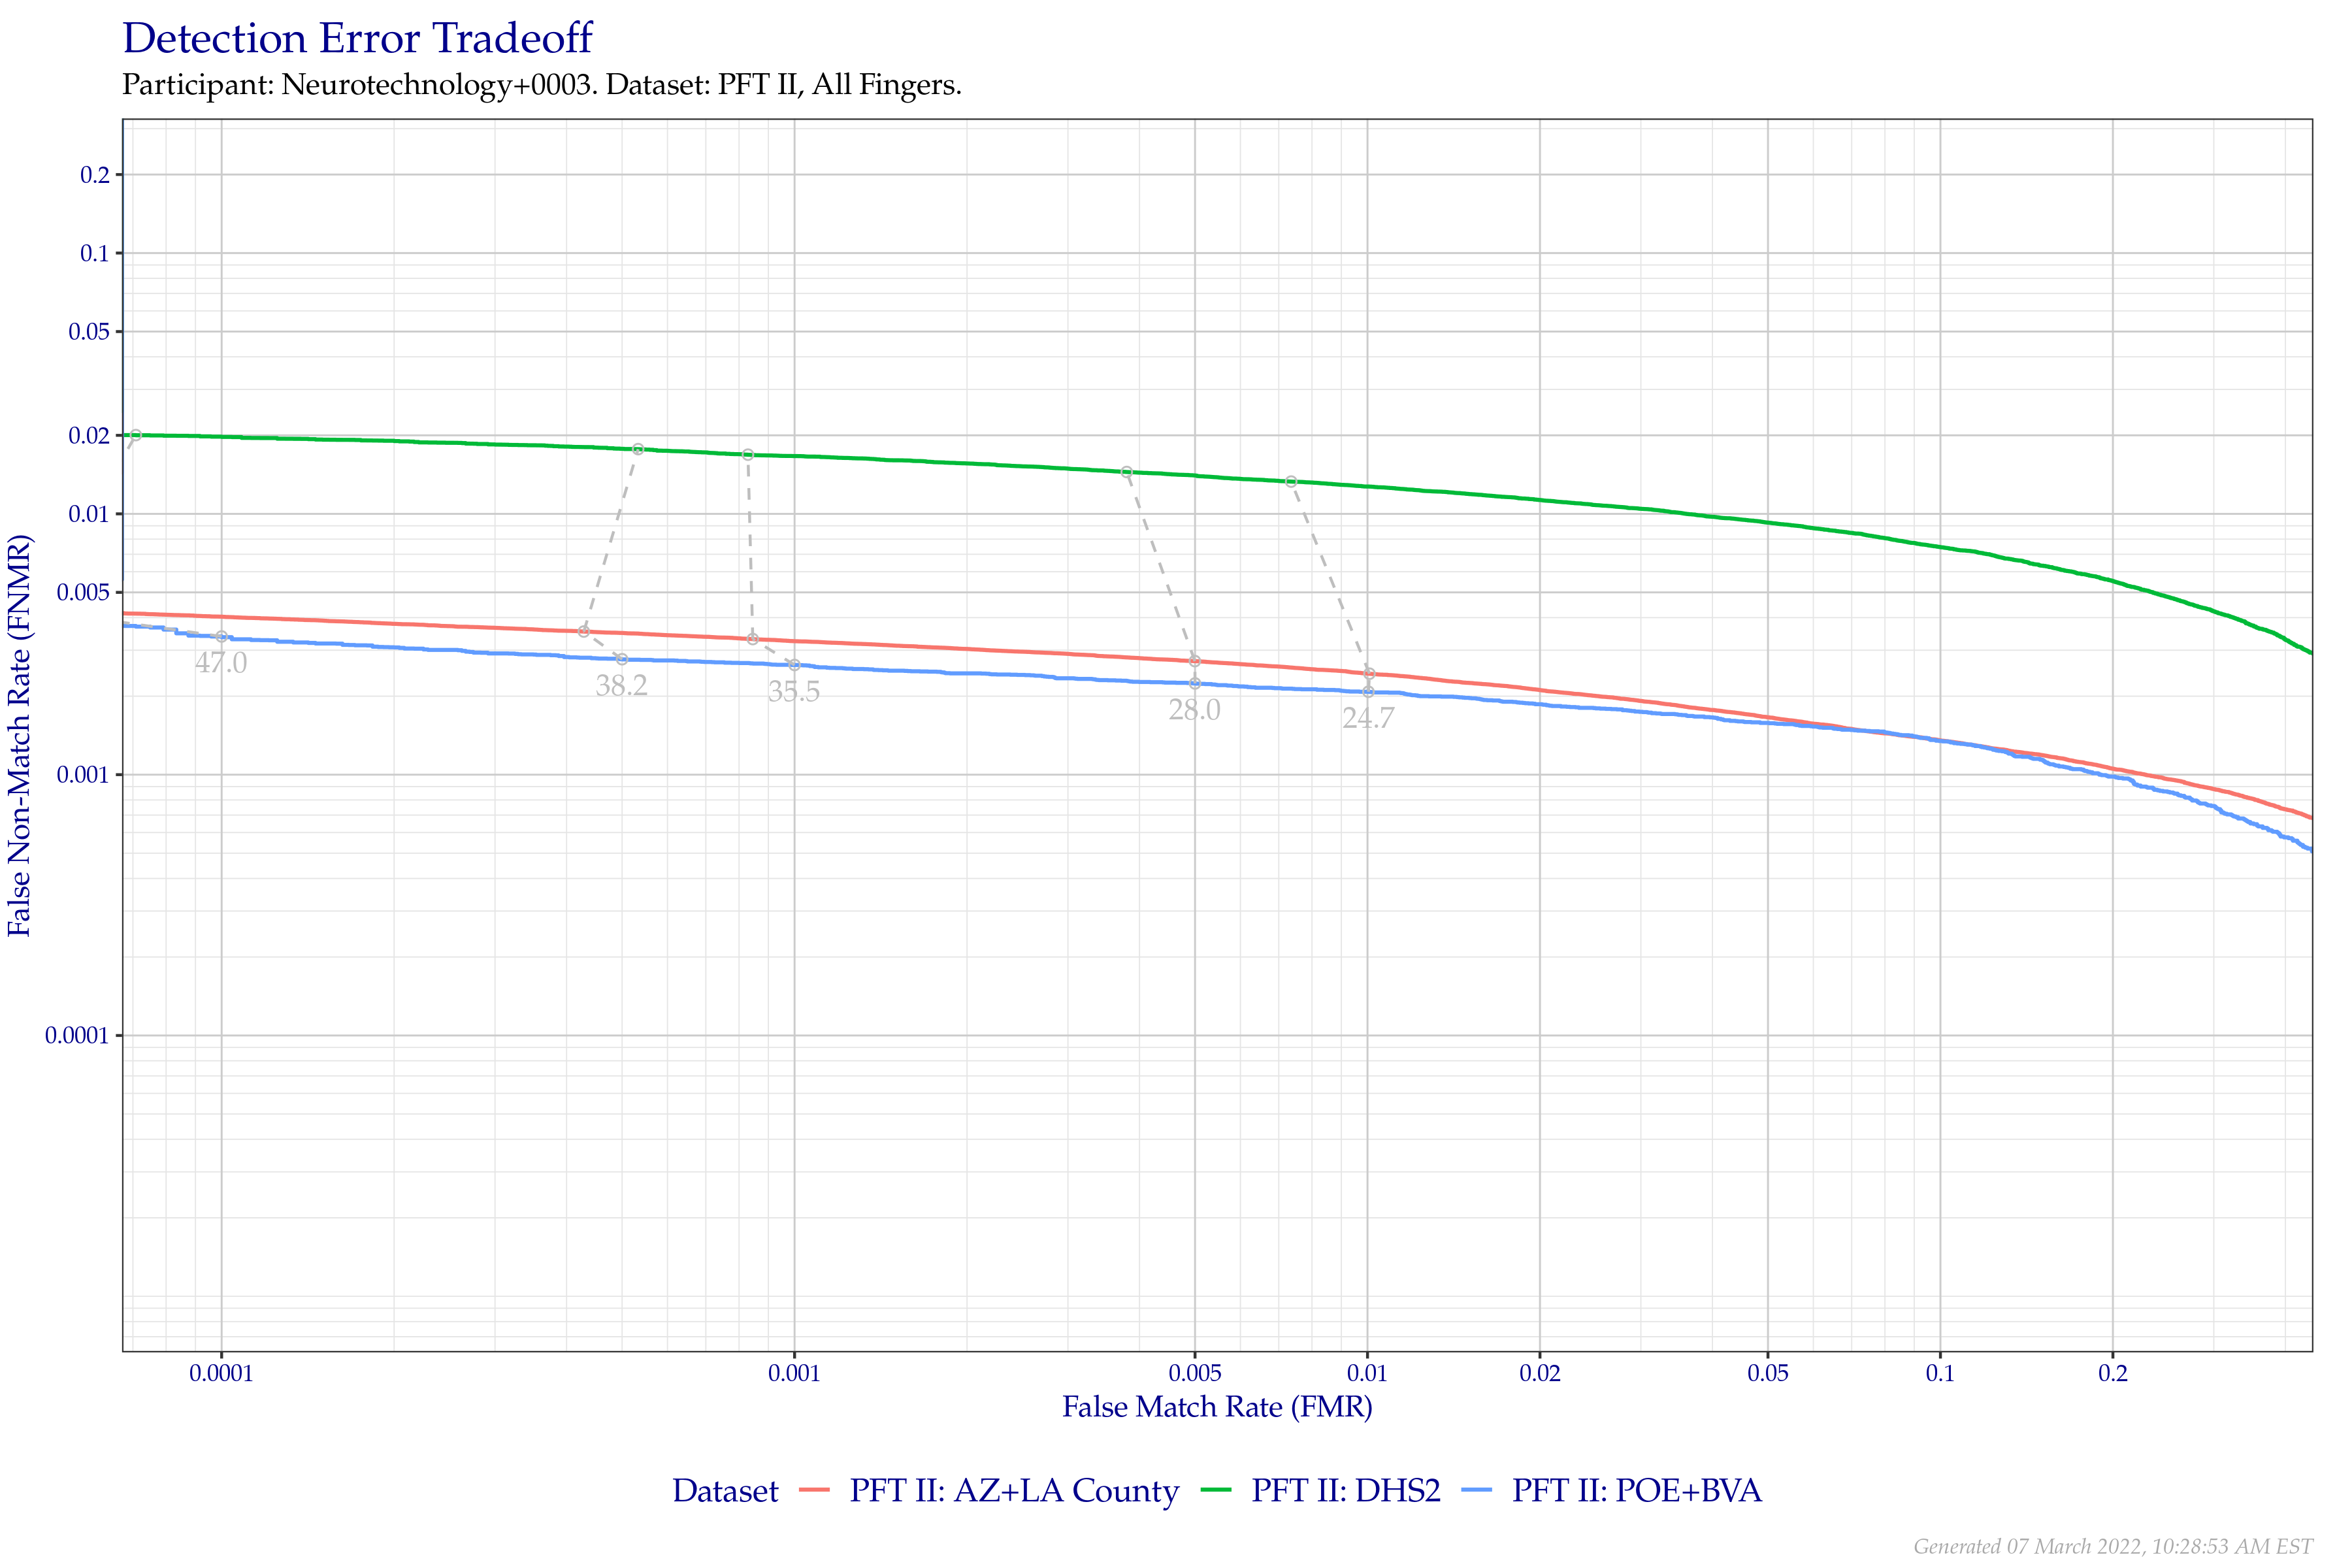 Detection Error Tradeoff
Participant: Neurotechnology+0003. Dataset: PFT II, All Fingers.
False Non-Match Rate (FNMR)
0.2
0.1
0.05
0.02
0.01
0.005
0.001
0.0001
47.0
38.2
35.5
28.0
24.7
0.0001 0.001 0.005 0.01 0.02 0.05 0.1 0.2
False Match Rate (FMR)
Dataset PFT II: AZ+LA County PFT II: DHS2 PFT II: POE+BVA
Generated 07 March 2022, 10:28:53 AM EST